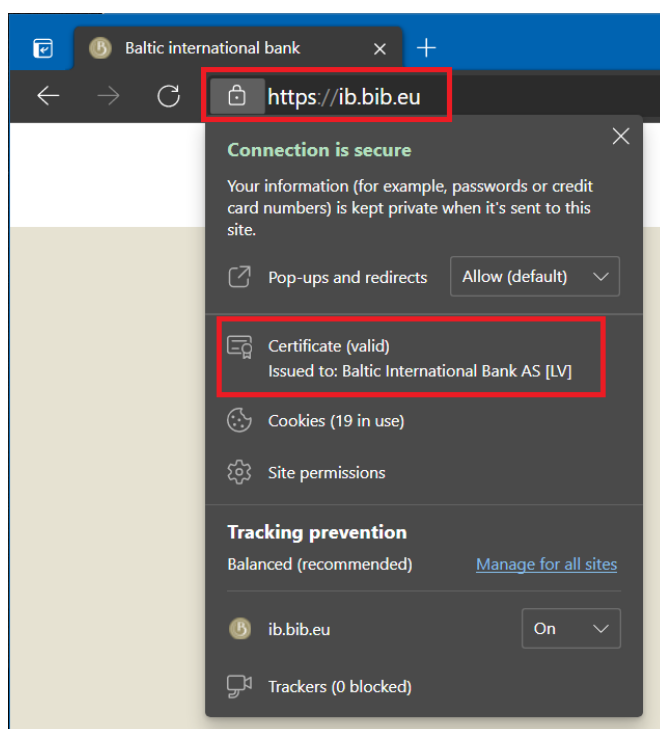 Baltic international bank
https://ib.bib.eu
Connection is secure
Your information (for example, passwords or credit
card numbers) is kept private when it's sent to this
site.
Pop-ups and redirects Allow (default)
Certificate (valid)
Issued to: Baltic International Bank AS [LV]
Cookies (19 in use)
Site permissions
Tracking prevention
Balanced (recommended) Manage for all sites
ib.bib.eu On
Trackers (0 blocked)